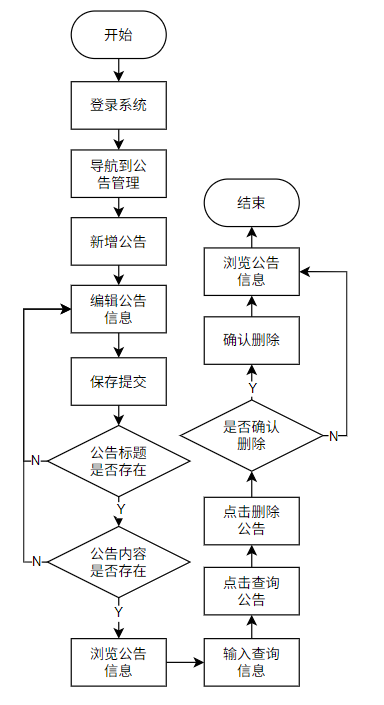 开始
登录系统
导航到公
告管理
新增公告
编辑公告
信息
保存提交
公告标题
是否存在
N
Y
公告内容
是否存在
N
Y
浏览公告
信息
输入查询
信息
点击查询
公告
点击删除
公告
是否确认
删除
N
Y
确认删除
浏览公告
信息
结束